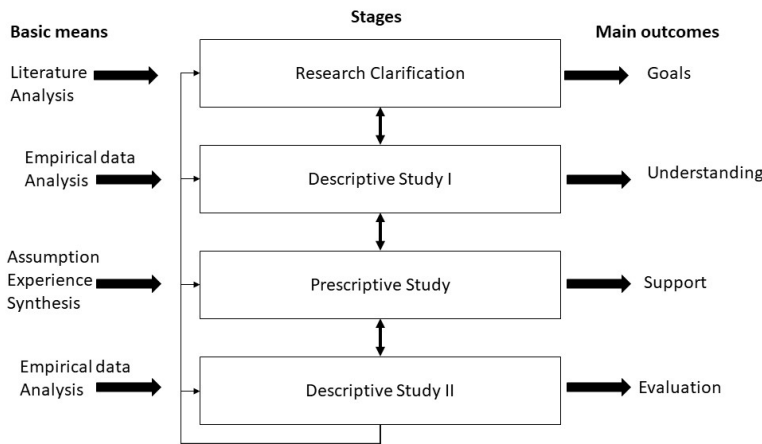 Basic means
Stages
Main outcomes
Literature
Analysis
Research Clarification
Goals
Empirical data
Analysis
Descriptive Study I
Understanding
Assumption
Experience
Synthesis
Prescriptive Study
Support
Empirical data
Analysis
Descriptive Study II
Evaluation